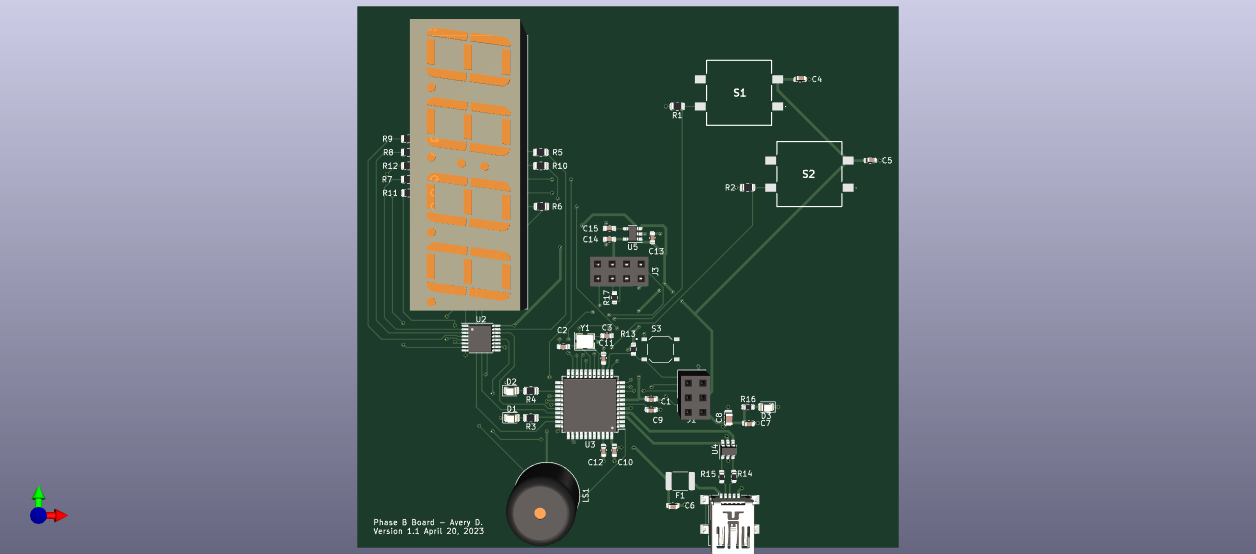 S1
C4
R1
R9
R8
R12
R7
R11
R5
R10
R6
S2
C5
R2
C15
C14
U5
C13
J3
R17
U2
C2
Y1
C3
C11
R13
S3
D2
R4
D1
R3
C1
C9
U3
C12
C10
C8
R16
D3
C7
U4
R15
R14
F1
C6
LS1
Phase B Board – Avery D.
Version 1.1 April 20, 2023